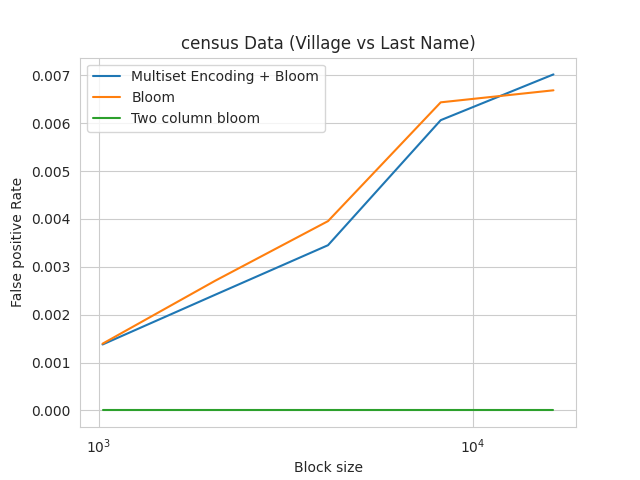 census Data (Village vs Last Name)
Multiset Encoding + Bloom
Bloom
Two column bloom
False positive Rate
0.007
0.006
0.005
0.004
0.003
0.002
0.001
0.000
10³
10⁴
Block size